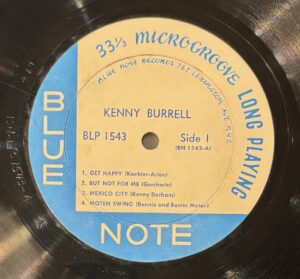 33⅓ MICROGROOVE LONG PLAYING
BLUE NOTE RECORDS 767 LEXINGTON AVE N.Y.C.
KENNY BURRELL
BLP 1543
Side 1
(BN 1543-A)
1. GET HAPPY (Koehler-Arlen)
2. BUT NOT FOR ME (Gershwin)
3. MEXICO CITY (Kenny Dorham)
4. MOTEN SWING (Bennie and Buster Moten)
BLUE
NOTE